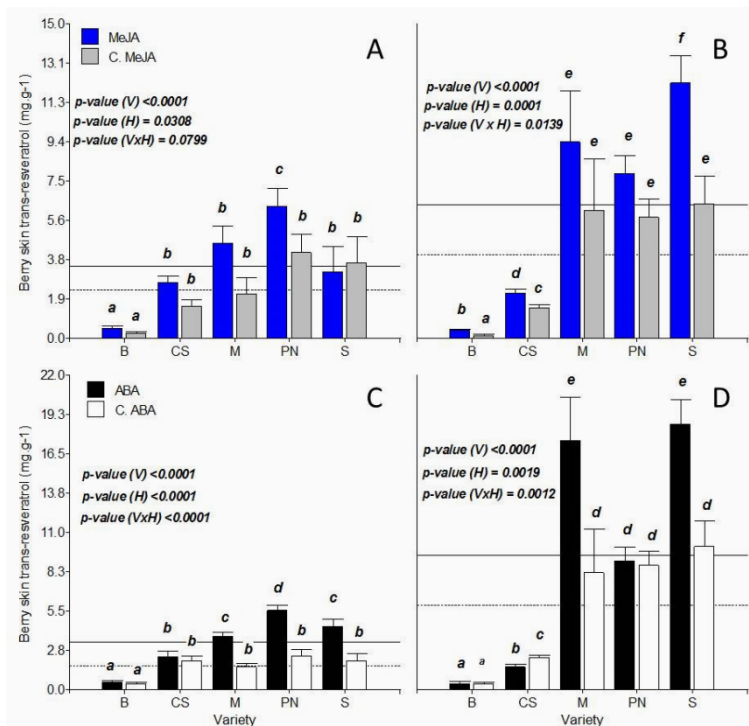 15.0
13.1
11.3
9.4
7.5
5.6
3.8
1.9
0.0
Berry skin trans-resveratrol (mg.g-1)
MeJA
C. MeJA
A
p-value (V) <0.0001
p-value (H) = 0.0308
p-value (VxH) = 0.0799
a
a
b
b
b
b
c
b
b
b
B
CS
M
PN
S
B
p-value (V) <0.0001
p-value (H) = 0.0001
p-value (V x H) = 0.0139
b
a
d
c
e
e
e
e
f
e
B
CS
M
PN
S
22.0
19.3
16.5
13.8
11.0
8.3
5.5
2.8
0.0
Berry skin trans-resveratrol (mg.g-1)
ABA
C. ABA
C
p-value (V) <0.0001
p-value (H) <0.0001
p-value (VxH) <0.0001
a
a
b
b
c
b
d
b
c
b
B
CS
M
PN
S
Variety
D
p-value (V) <0.0001
p-value (H) = 0.0019
p-value (VxH) = 0.0012
a
a
b
c
e
d
d
d
e
d
B
CS
M
PN
S
Variety